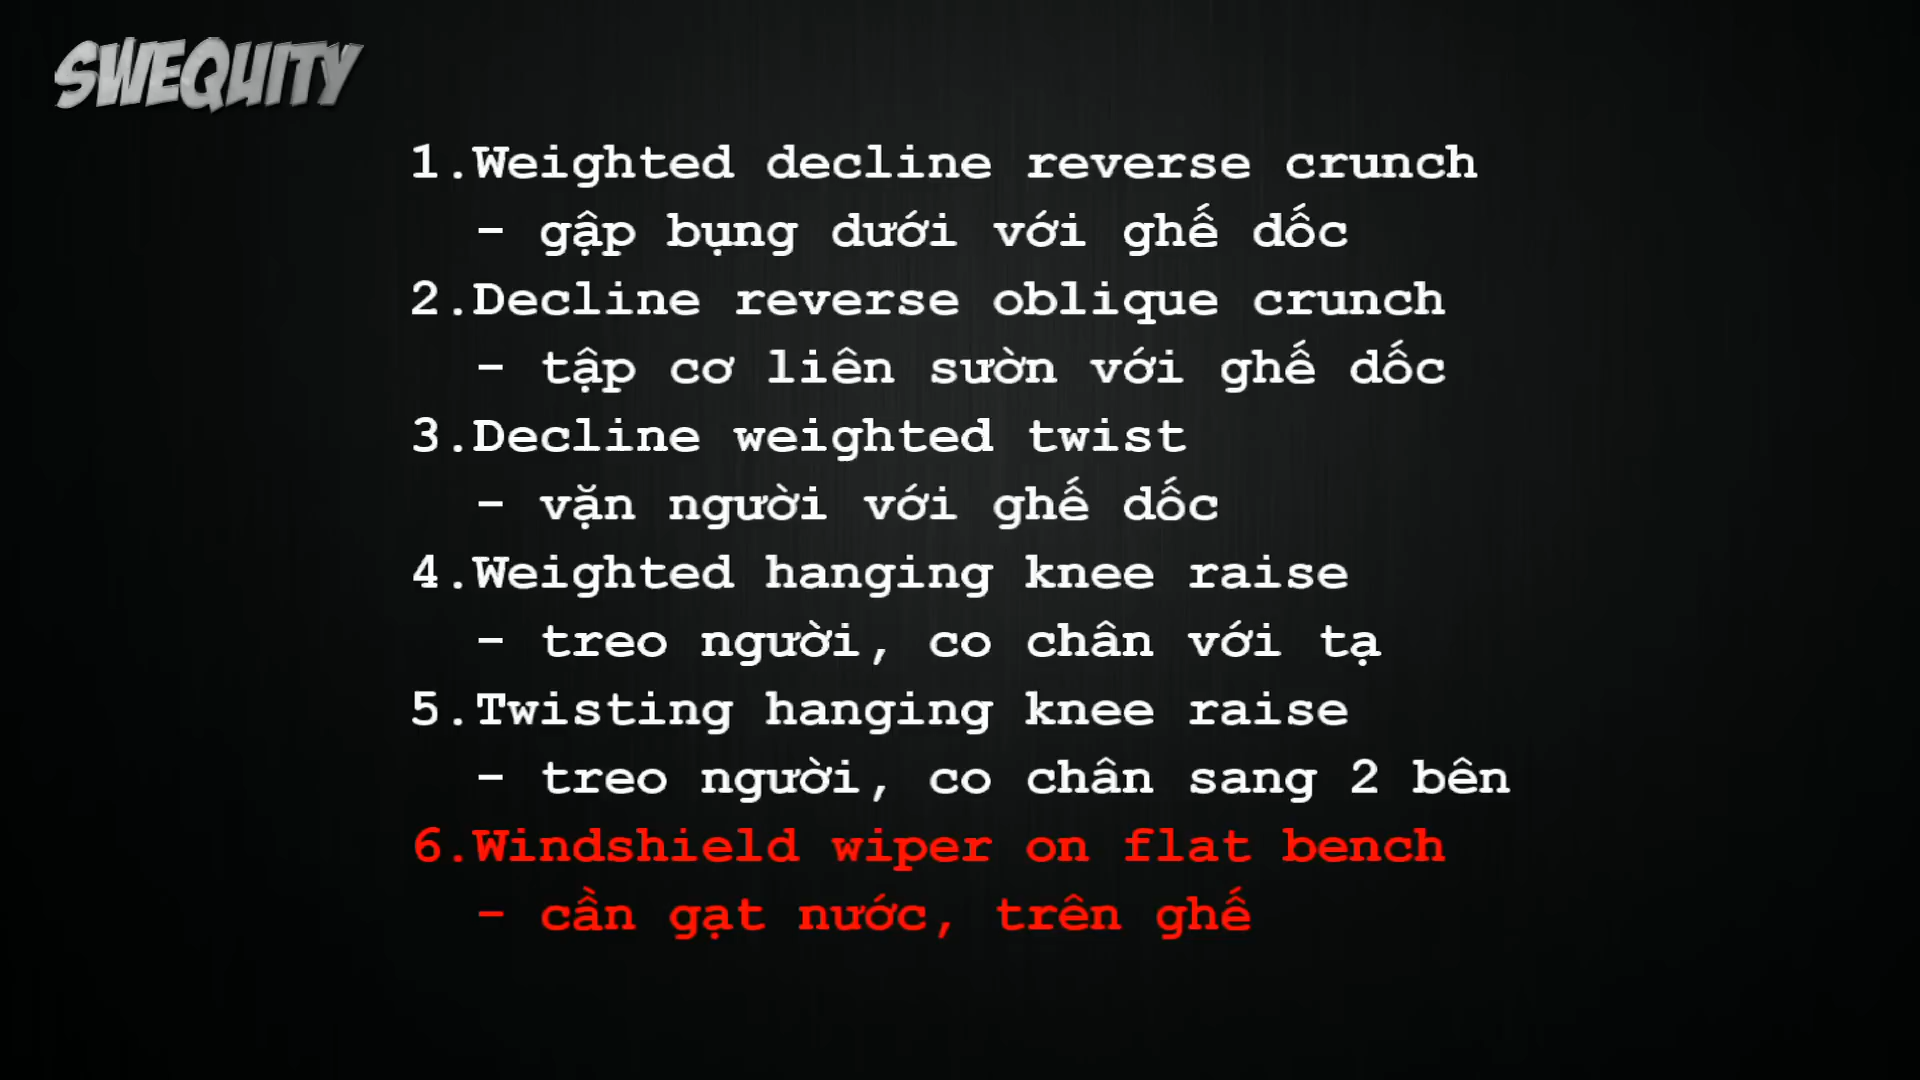 SWEQUITY
1.Weighted decline reverse crunch
- gập bụng dưới với ghế dốc
2.Decline reverse oblique crunch
- tập cơ liên sườn với ghế dốc
3.Decline weighted twist
- vặn người với ghế dốc
4.Weighted hanging knee raise
- treo người, co chân với tạ
5.Twisting hanging knee raise
- treo người, co chân sang 2 bên
6.Windshield wiper on flat bench
- cần gạt nước, trên ghế